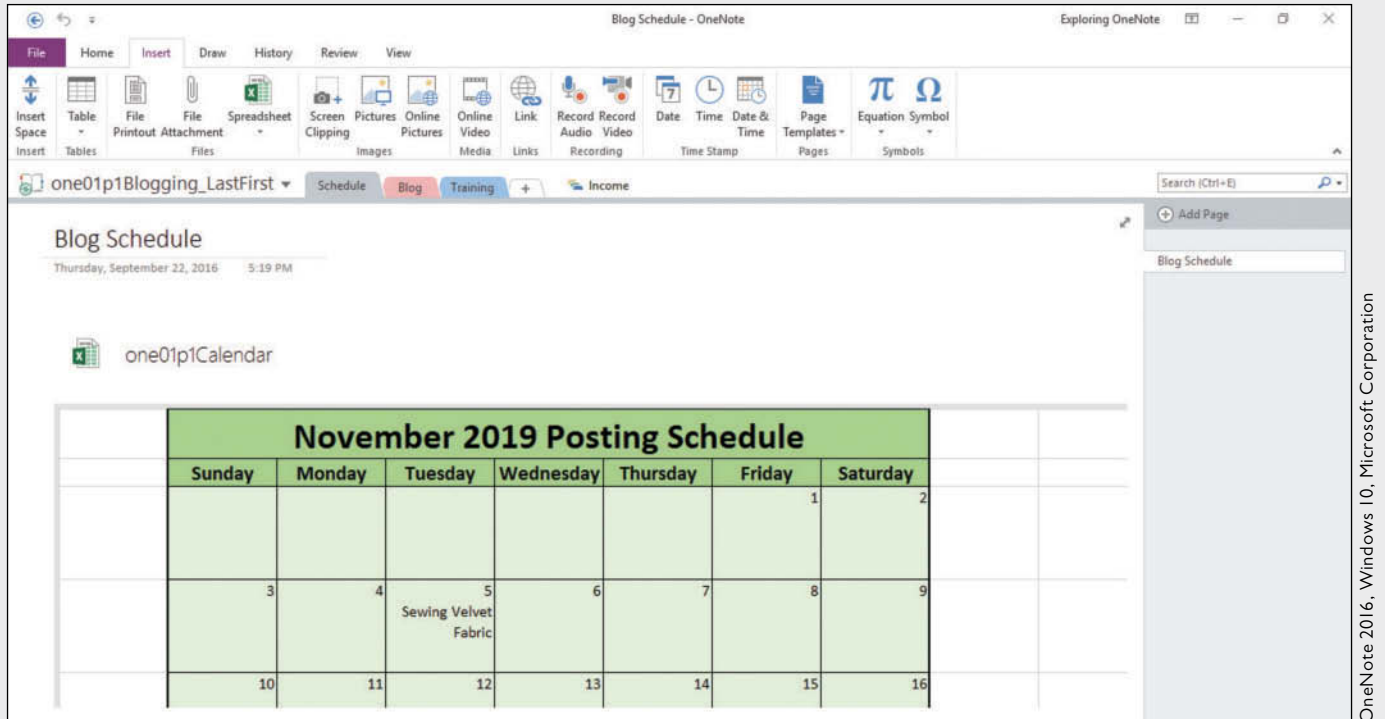 Blog Schedule - OneNote
Exploring OneNote
File Home Insert Draw History Review View
Insert Space
Table
File Printout
File Attachment
Spreadsheet
Screen Clipping
Pictures
Online Pictures
Online Video
Link
Record Audio
Record Video
7
Date
Time
Date & Time
Page Templates
π
Equation
Ω
Symbol
Insert Tables Files Images Media Links Recording Time Stamp Pages Symbols
one01p1Blogging_LastFirst Schedule Blog Training + Income
Search (Ctrl+E)
Add Page
Blog Schedule
Blog Schedule
Thursday, September 22, 2016 5:19 PM
one01p1Calendar
November 2019 Posting Schedule
Sunday Monday Tuesday Wednesday Thursday Friday Saturday
1 2
3 4 5 6 7 8 9
Sewing Velvet
Fabric
10 11 12 13 14 15 16
OneNote 2016, Windows 10, Microsoft Corporation